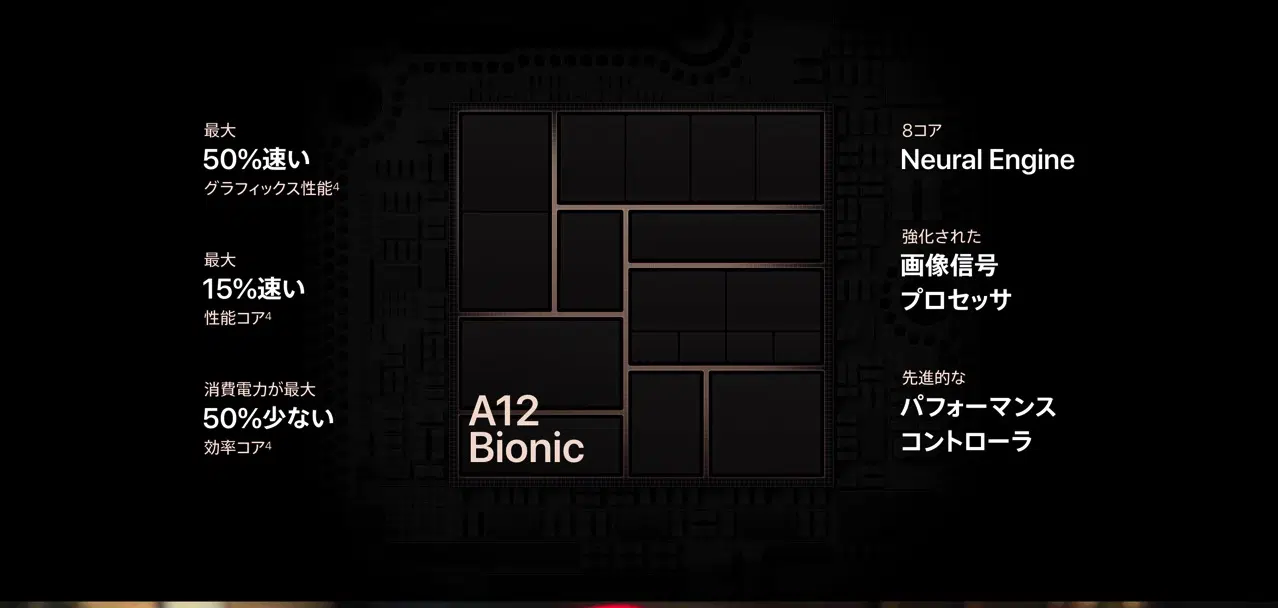 最大
50%速い
グラフィックス性能4
最大
15%速い
性能コア4
消費電力が最大
50%少ない
効率コア4
A12
Bionic
8コア
Neural Engine
強化された
画像信号
プロセッサ
先進的な
パフォーマンス
コントローラ